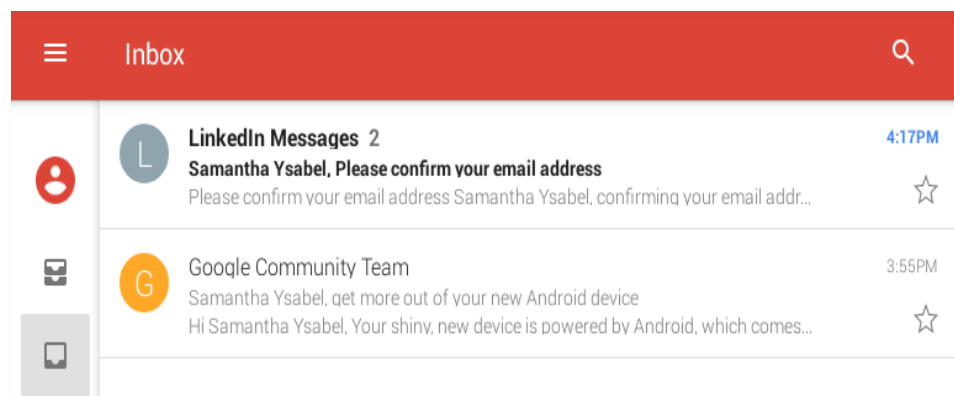 Inbox
L
LinkedIn Messages 2
4:17PM
Samantha Ysabel, Please confirm your email address
Please confirm your email address Samantha Ysabel, confirming your email addr...
G
Google Community Team
3:55PM
Samantha Ysabel, get more out of your new Android device
Hi Samantha Ysabel, Your shiny, new device is powered by Android, which comes...